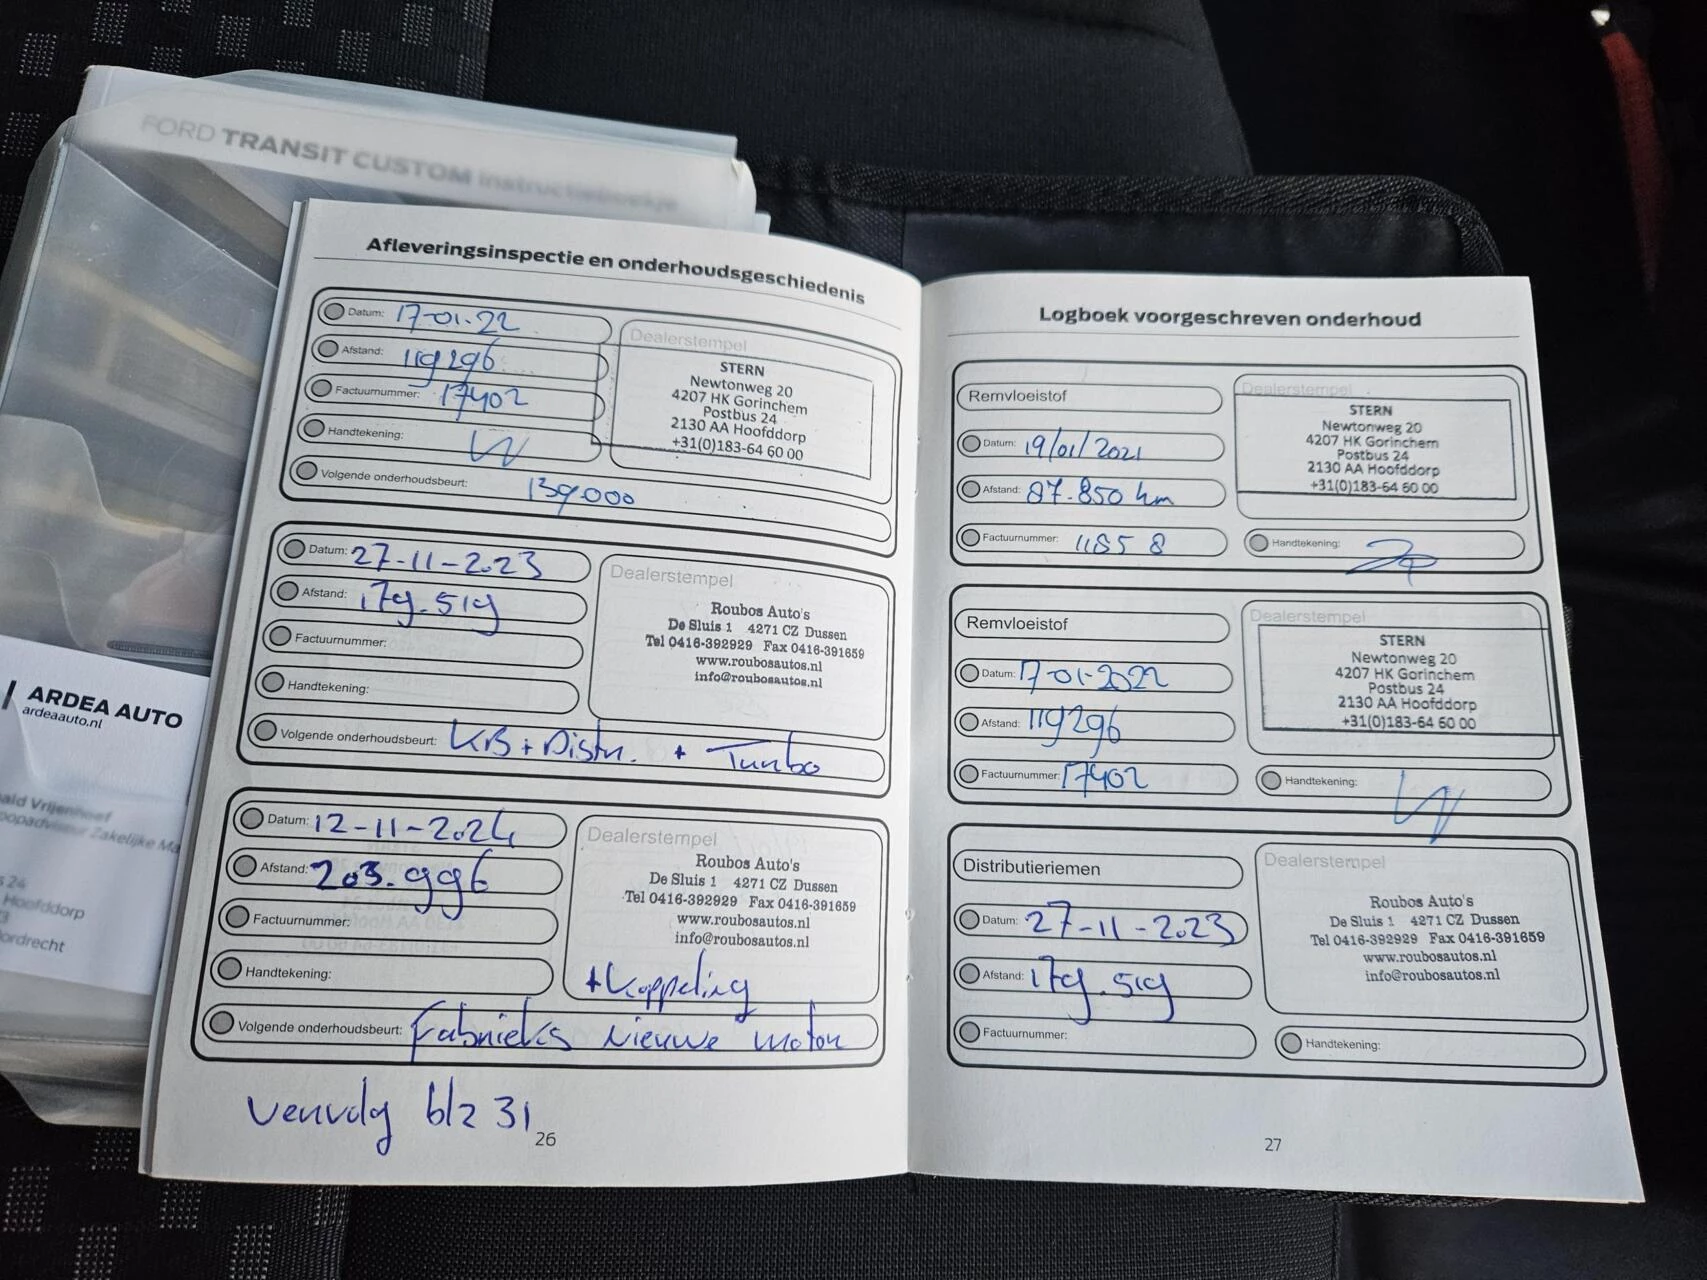 FORD TRANSIT CUSTOM Instructieboekje
ARDEA AUTO
ardeaauto.nl
ald Vrijenhoef
oopadviseur Zakelijke Ma
s 24
Hoofddorp
ordrecht
Afleveringsinspectie en onderhoudsgeschiedenis
Datum: 17-01-22
Afstand: 119296
Factuurnummer: 17402
Handtekening:
Volgende onderhoudsbeurt: 139.000
Dealerstempel
STERN
Newtonweg 20
4207 HK Gorinchem
Postbus 24
2130 AA Hoofddorp
+31(0)183-64 60 00
Datum: 27-11-2023
Afstand: 179.519
Factuurnummer:
Handtekening:
Volgende onderhoudsbeurt: KB + Distr. + Turbo
Dealerstempel
Roubos Auto's
De Sluis 1 4271 CZ Dussen
Tel 0416-392929 Fax 0416-391659
www.roubosautos.nl
info@roubosautos.nl
Datum: 12-11-2024
Afstand: 203.996
Factuurnummer:
Handtekening:
Dealerstempel
Roubos Auto's
De Sluis 1 4271 CZ Dussen
Tel 0416-392929 Fax 0416-391659
www.roubosautos.nl
info@roubosautos.nl
+Koppeling
Volgende onderhoudsbeurt: Fabrieks Nieuwe motor
vervolg blz 31
26
Logboek voorgeschreven onderhoud
Remvloeistof
Datum: 19/01/2021
Afstand: 87.850 km
Factuurnummer: 11858
Dealerstempel
STERN
Newtonweg 20
4207 HK Gorinchem
Postbus 24
2130 AA Hoofddorp
+31(0)183-64 60 00
Handtekening:
Remvloeistof
Datum: 17-01-2022
Afstand: 119296
Factuurnummer: 17402
Dealerstempel
STERN
Newtonweg 20
4207 HK Gorinchem
Postbus 24
2130 AA Hoofddorp
+31(0)183-64 60 00
Handtekening:
Distributieriemen
Datum: 27-11-2023
Afstand: 179.519
Factuurnummer:
Dealerstempel
Roubos Auto's
De Sluis 1 4271 CZ Dussen
Tel 0416-392929 Fax 0416-391659
www.roubosautos.nl
info@roubosautos.nl
Handtekening:
27